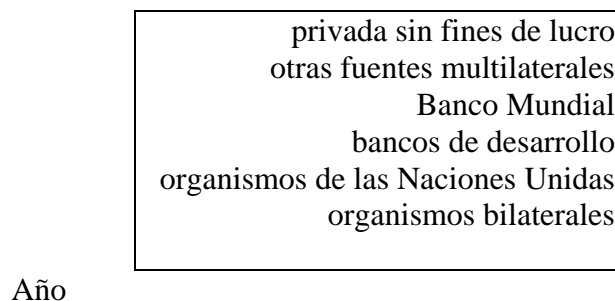 privada sin fines de lucro
otras fuentes multilaterales
Banco Mundial
bancos de desarrollo
organismos de las Naciones Unidas
organismos bilaterales
Año